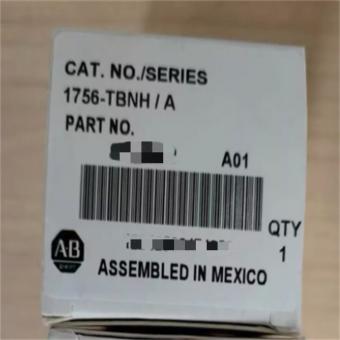 CAT. NO./SERIES
1756-TBNH / A
PART NO.
A01
QTY
1
AB
ASSEMBLED IN MEXICO